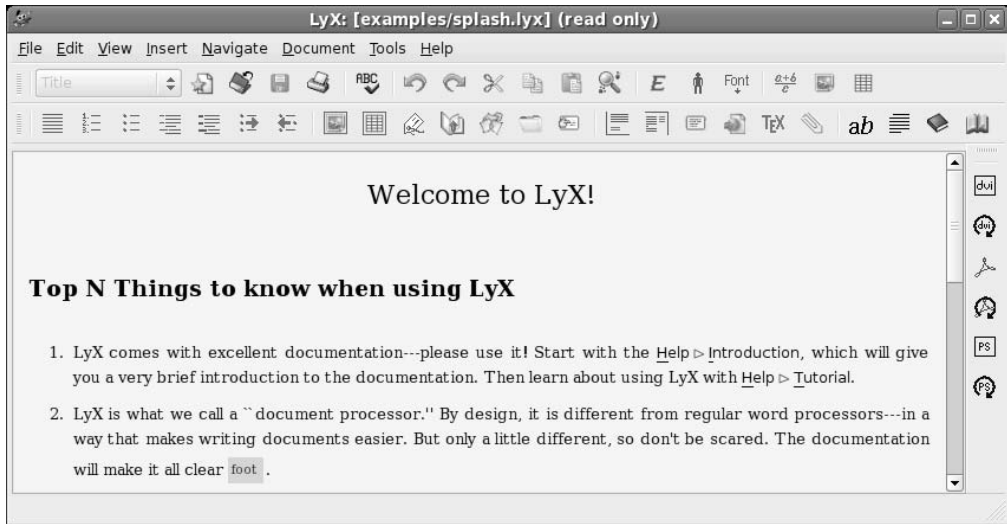 LyX: [examples/splash.lyx] (read only)
File Edit View Insert Navigate Document Tools Help
Title ABC E Font a+b c
TEX ab
Welcome to LyX!
dvi
dvi
Top N Things to know when using LyX
1. LyX comes with excellent documentation---please use it! Start with the Help ▷ Introduction, which will give
PS
you a very brief introduction to the documentation. Then learn about using LyX with Help ▷ Tutorial.
PS
2. LyX is what we call a ``document processor.'' By design, it is different from regular word processors---in a
way that makes writing documents easier. But only a little different, so don't be scared. The documentation
will make it all clear foot .